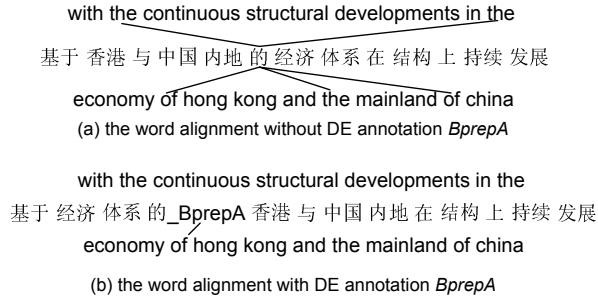 with the continuous structural developments in the
基于 香港 与 中国 内地 的 经济 体系 在 结构 上 持续 发展
economy of hong kong and the mainland of china
(a) the word alignment without DE annotation BprepA
with the continuous structural developments in the
基于 经济 体系 的_BprepA 香港 与 中国 内地 在 结构 上 持续 发展
economy of hong kong and the mainland of china
(b) the word alignment with DE annotation BprepA